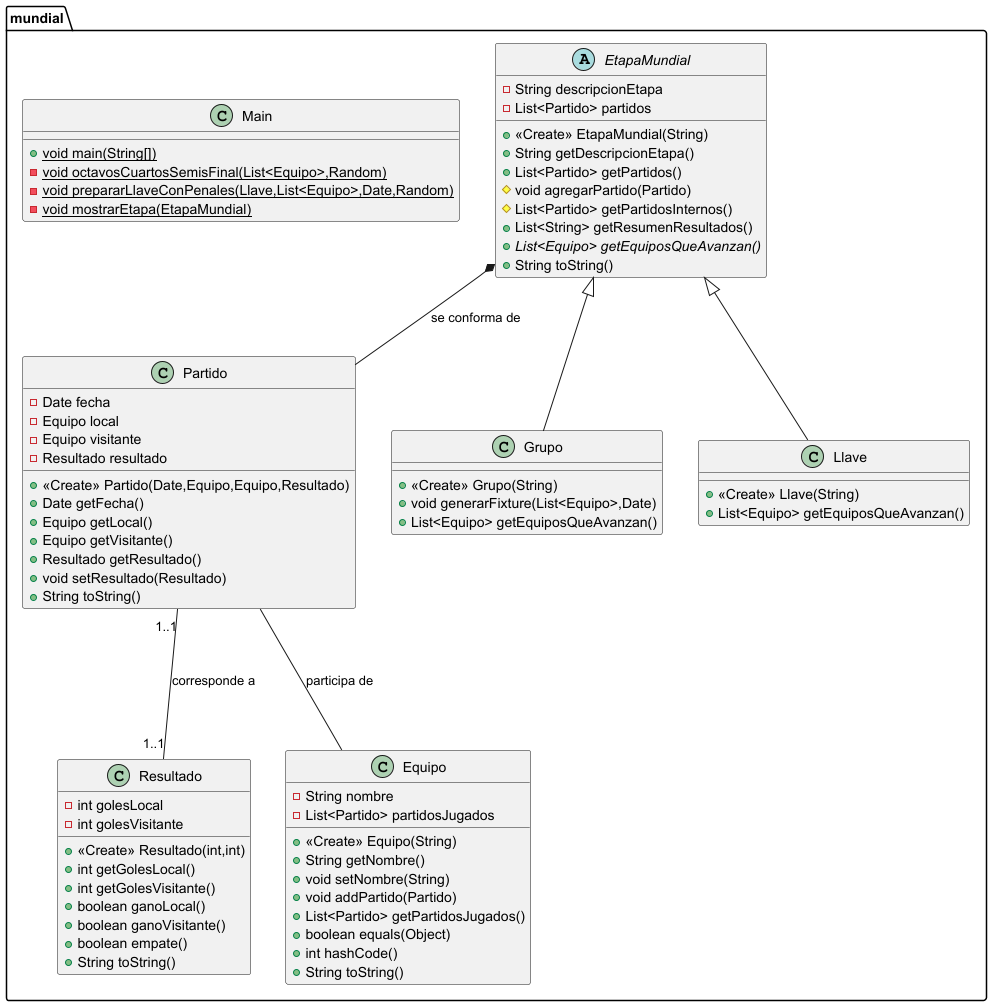 mundial
A EtapaMundial
String descripcionEtapa
List<Partido> partidos
«Create» EtapaMundial(String)
String getDescripcionEtapa()
List<Partido> getPartidos()
void agregarPartido(Partido)
List<Partido> getPartidosInternos()
List<String> getResumenResultados()
List<Equipo> getEquiposQueAvanzan()
String toString()
C Main
void main(String[])
void octavosCuartosSemisFinal(List<Equipo>,Random)
void prepararLlaveConPenales(Llave,List<Equipo>,Date,Random)
void mostrarEtapa(EtapaMundial)
se conforma de
C Partido
Date fecha
Equipo local
Equipo visitante
Resultado resultado
«Create» Partido(Date,Equipo,Equipo,Resultado)
Date getFecha()
Equipo getLocal()
Equipo getVisitante()
Resultado getResultado()
void setResultado(Resultado)
String toString()
C Grupo
«Create» Grupo(String)
void generarFixture(List<Equipo>,Date)
List<Equipo> getEquiposQueAvanzan()
C Llave
«Create» Llave(String)
List<Equipo> getEquiposQueAvanzan()
1..1
corresponde a
participa de
1..1
C Resultado
int golesLocal
int golesVisitante
«Create» Resultado(int,int)
int getGolesLocal()
int getGolesVisitante()
boolean ganoLocal()
boolean ganoVisitante()
boolean empate()
String toString()
C Equipo
String nombre
List<Partido> partidosJugados
«Create» Equipo(String)
String getNombre()
void setNombre(String)
void addPartido(Partido)
List<Partido> getPartidosJugados()
boolean equals(Object)
int hashCode()
String toString()